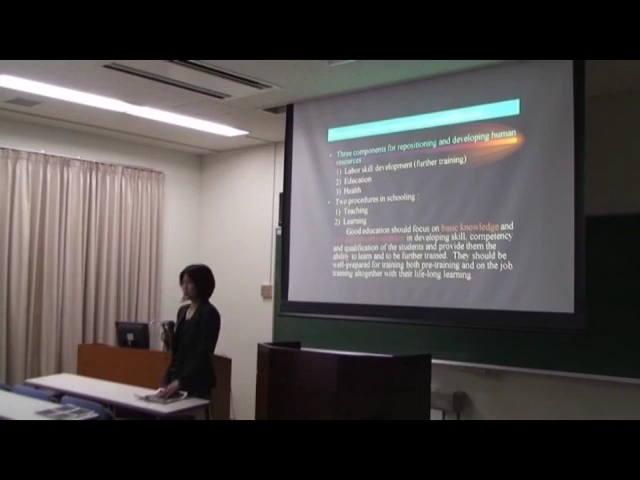 • Three components for repositioning and developing human
resources:
1) Labor skill development (further training)
2) Education
3) Health
• Two procedures in schooling :
1) Teaching
2) Learning
Good education should focus on basic knowledge and
in developing skill, competency
and qualification of the students and provide them the
ability to learn and to be further trained. They should be
well-prepared for training both pre-training and on the job
training altogether with their life-long learning.